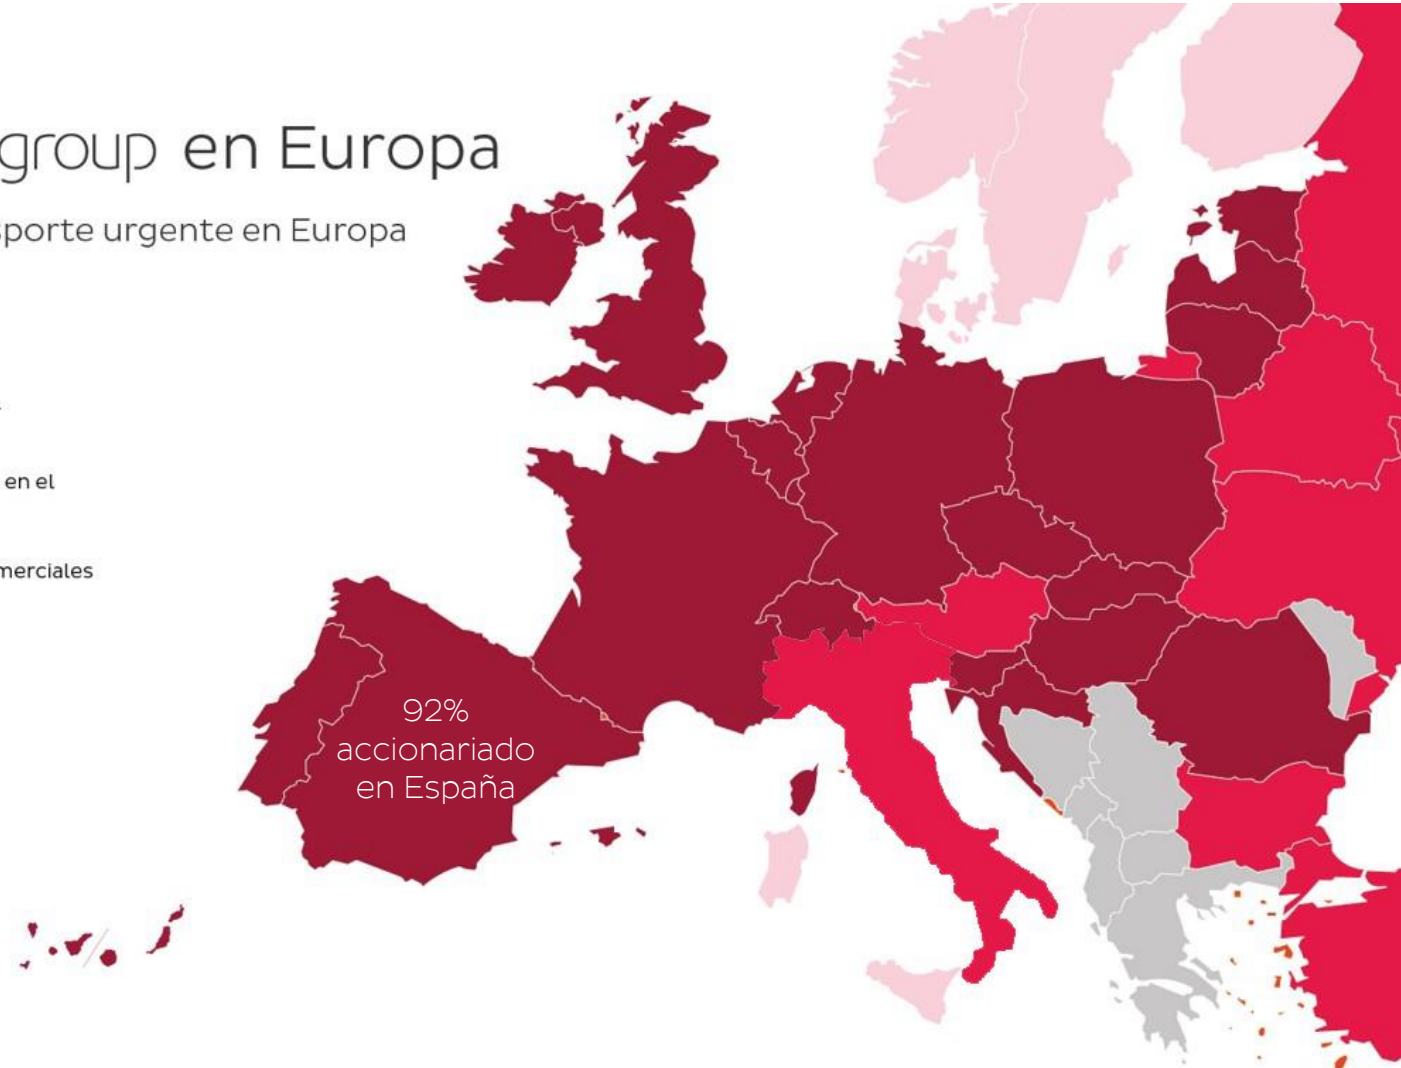 group en Europa
sporte urgente en Europa
en el
merciales
92%
accionariado
en España